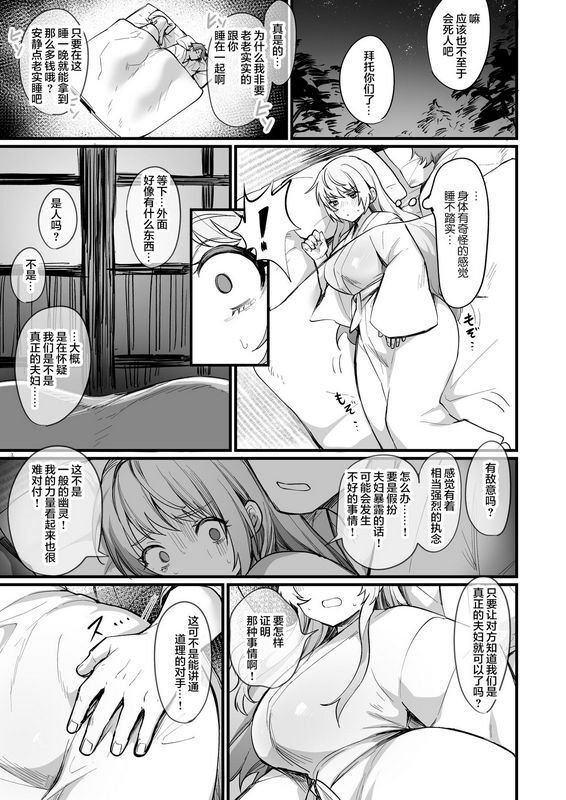 嘛
应该也不至于
会死人吧
拜托你们了…
真是的…
为什么我非要
老老实实的
跟你
睡在一起啊
只要在这
睡一晚就能拿到
那么多钱哦？
安静点老实睡吧
…
身体有奇怪的感觉
睡不踏实…
もぞ…
もぞ…
！
等下…外面
好像有什么东西…
是人吗？
不是…
…大概
是在怀疑
我们是不是
真正的夫妇……
有敌意吗？
感觉有着
相当强烈的执念
怎么办……！
要是假扮
夫妇暴露的话！
可能会发生
不好的事情！
这不是
一般的幽灵！
我的力量看起来也很
难对付！
只要让对方知道我们是
真正的夫妇就可以了吗？
要怎样
证明
那种事情啊！
这可不是能讲通
道理的对手…！